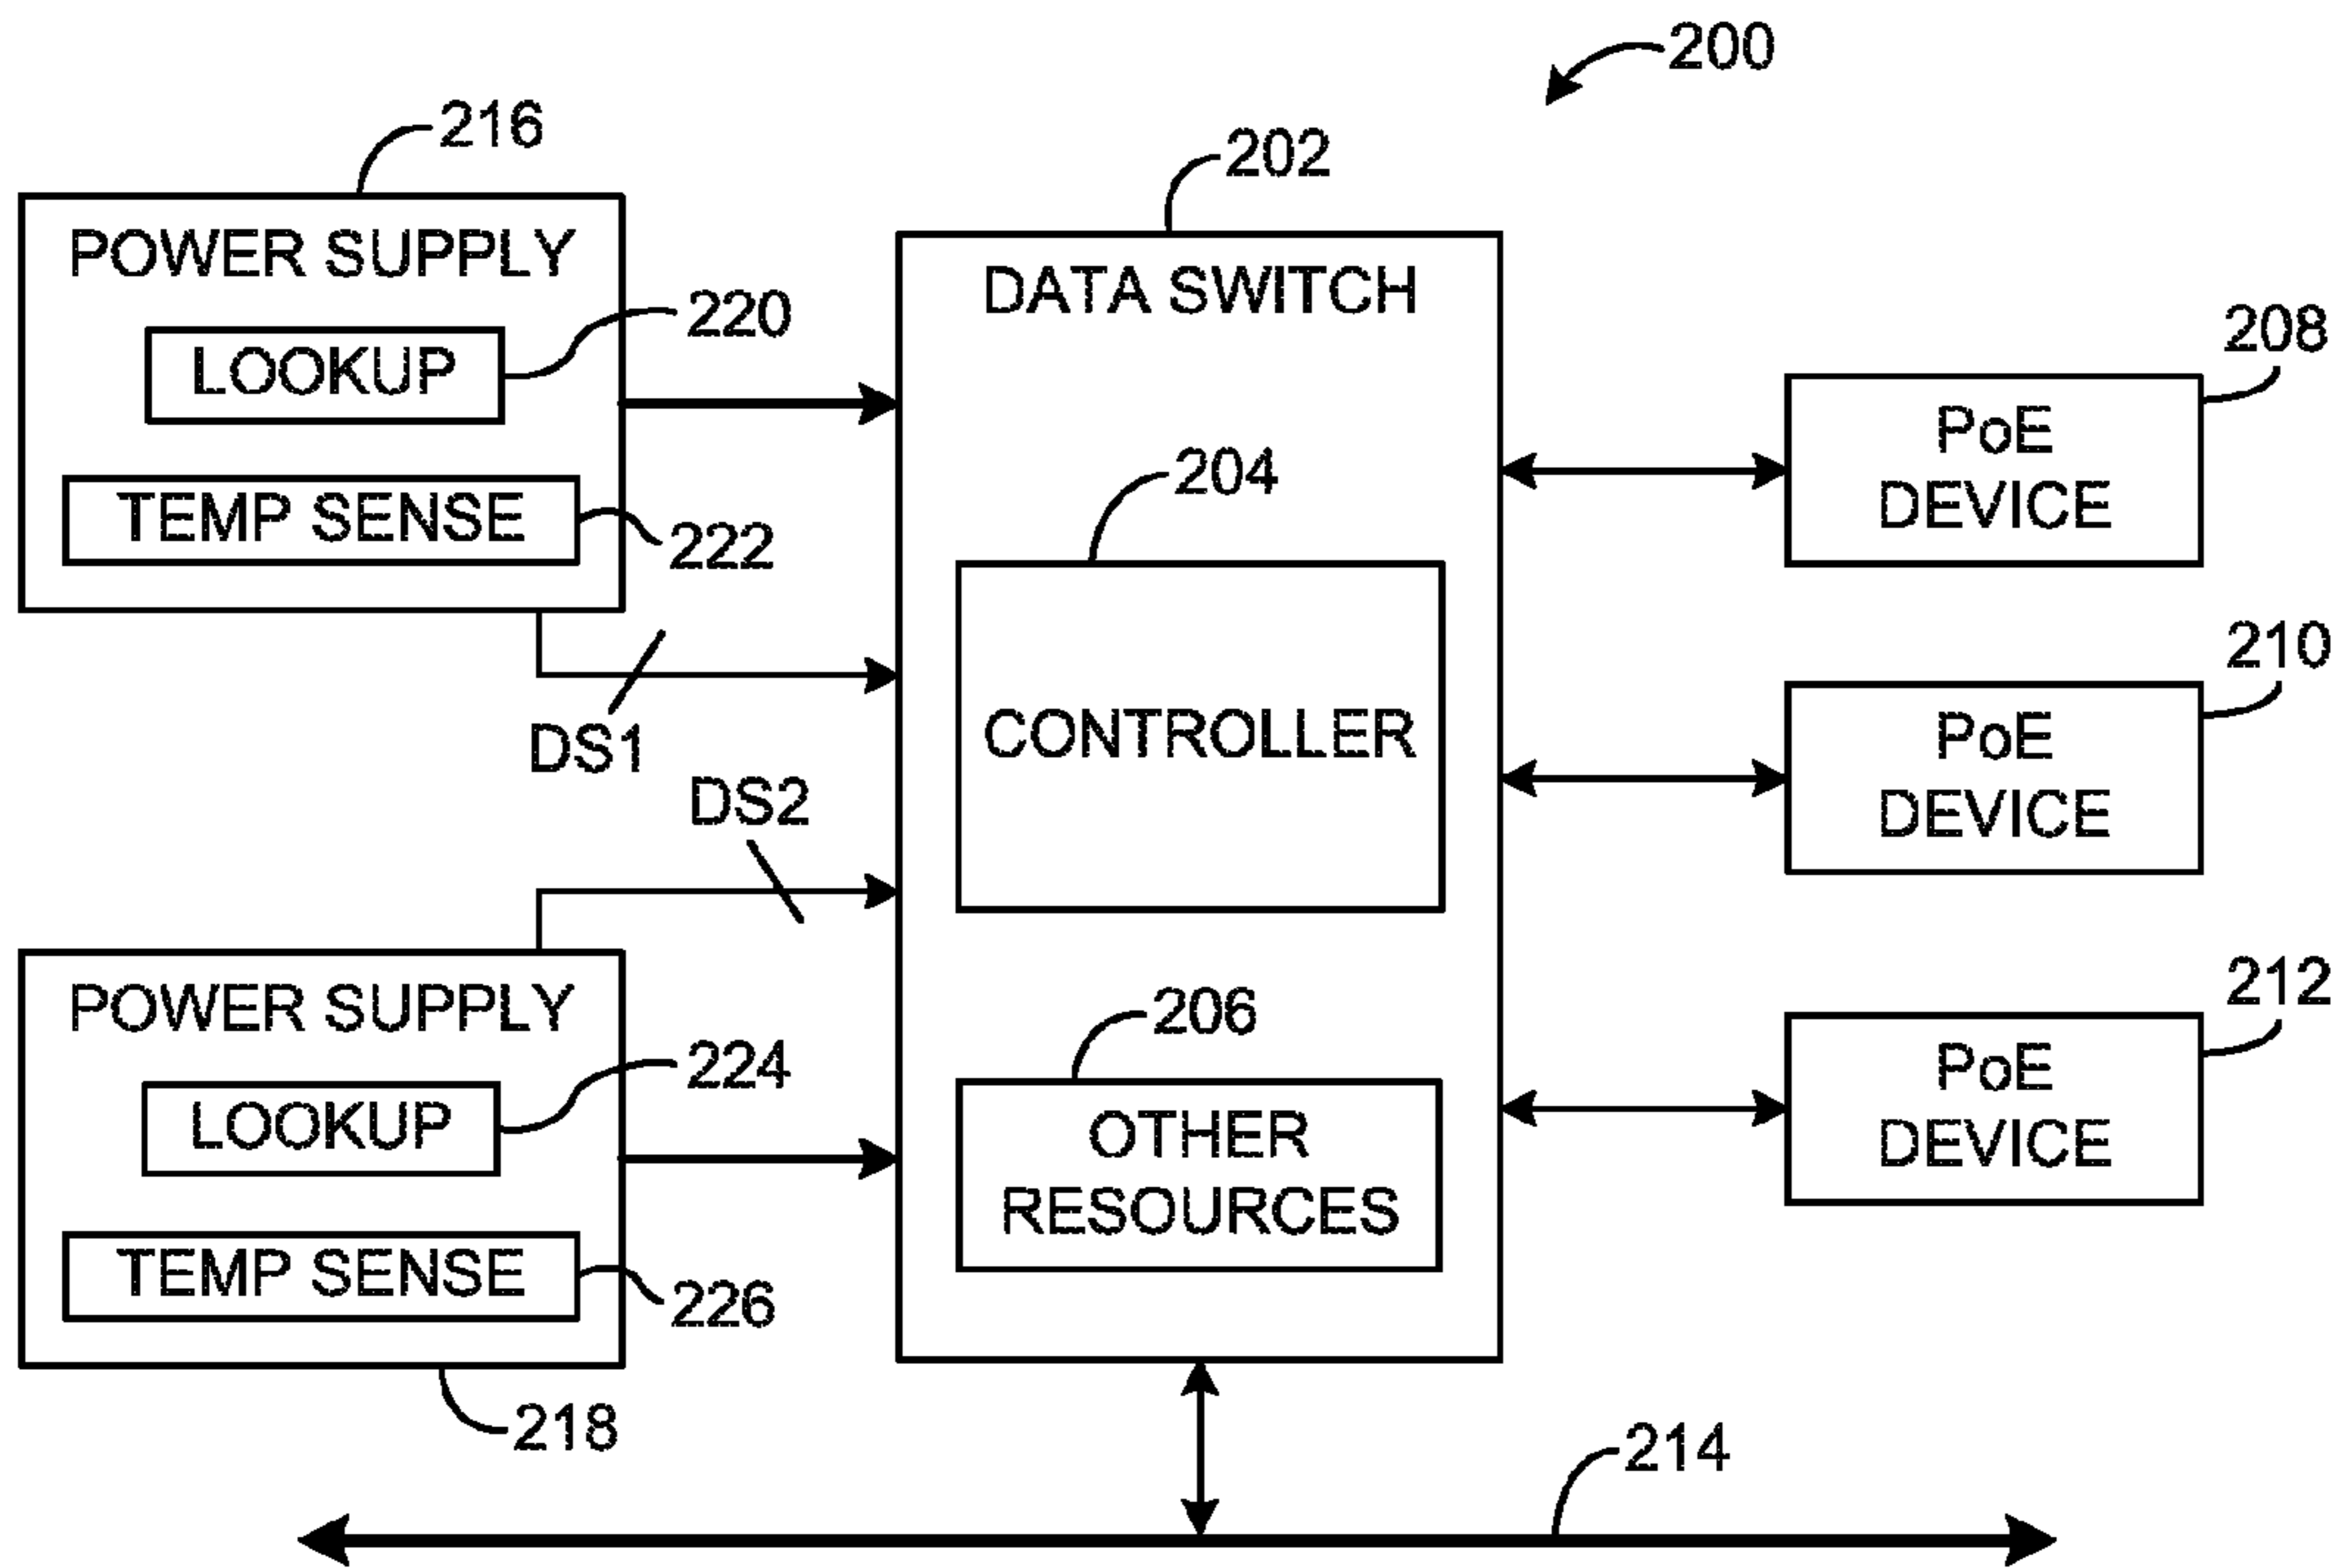 200
216
202
POWER SUPPLY
DATA SWITCH
220
208
LOOKUP
PoE
DEVICE
204
TEMP SENSE
222
210
DS1
CONTROLLER
PoE
DEVICE
DS2
212
POWER SUPPLY
206
224
PoE
DEVICE
LOOKUP
OTHER
RESOURCES
TEMP SENSE
226
218
214